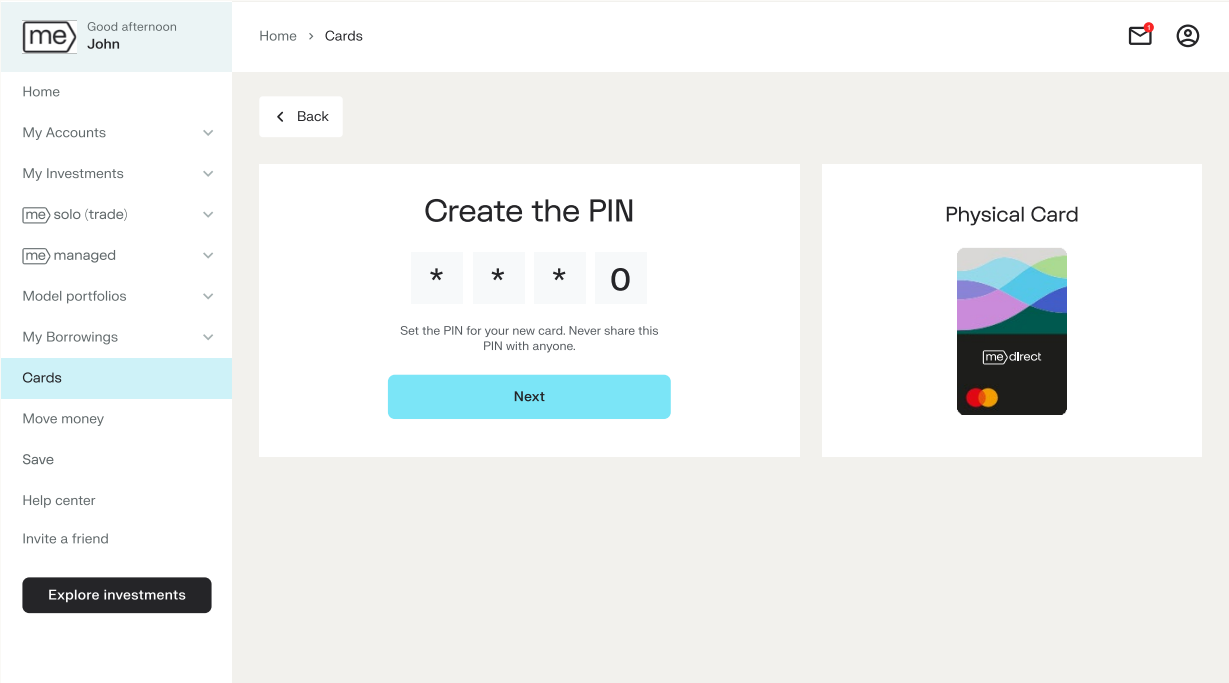 me
Good afternoon
John
Home > Cards
1
Home
My Accounts
My Investments
me solo (trade)
me managed
Model portfolios
My Borrowings
Cards
Move money
Save
Help center
Invite a friend
Explore investments
Back
Create the PIN
* * * 0
Set the PIN for your new card. Never share this
PIN with anyone.
Next
Physical Card
me direct